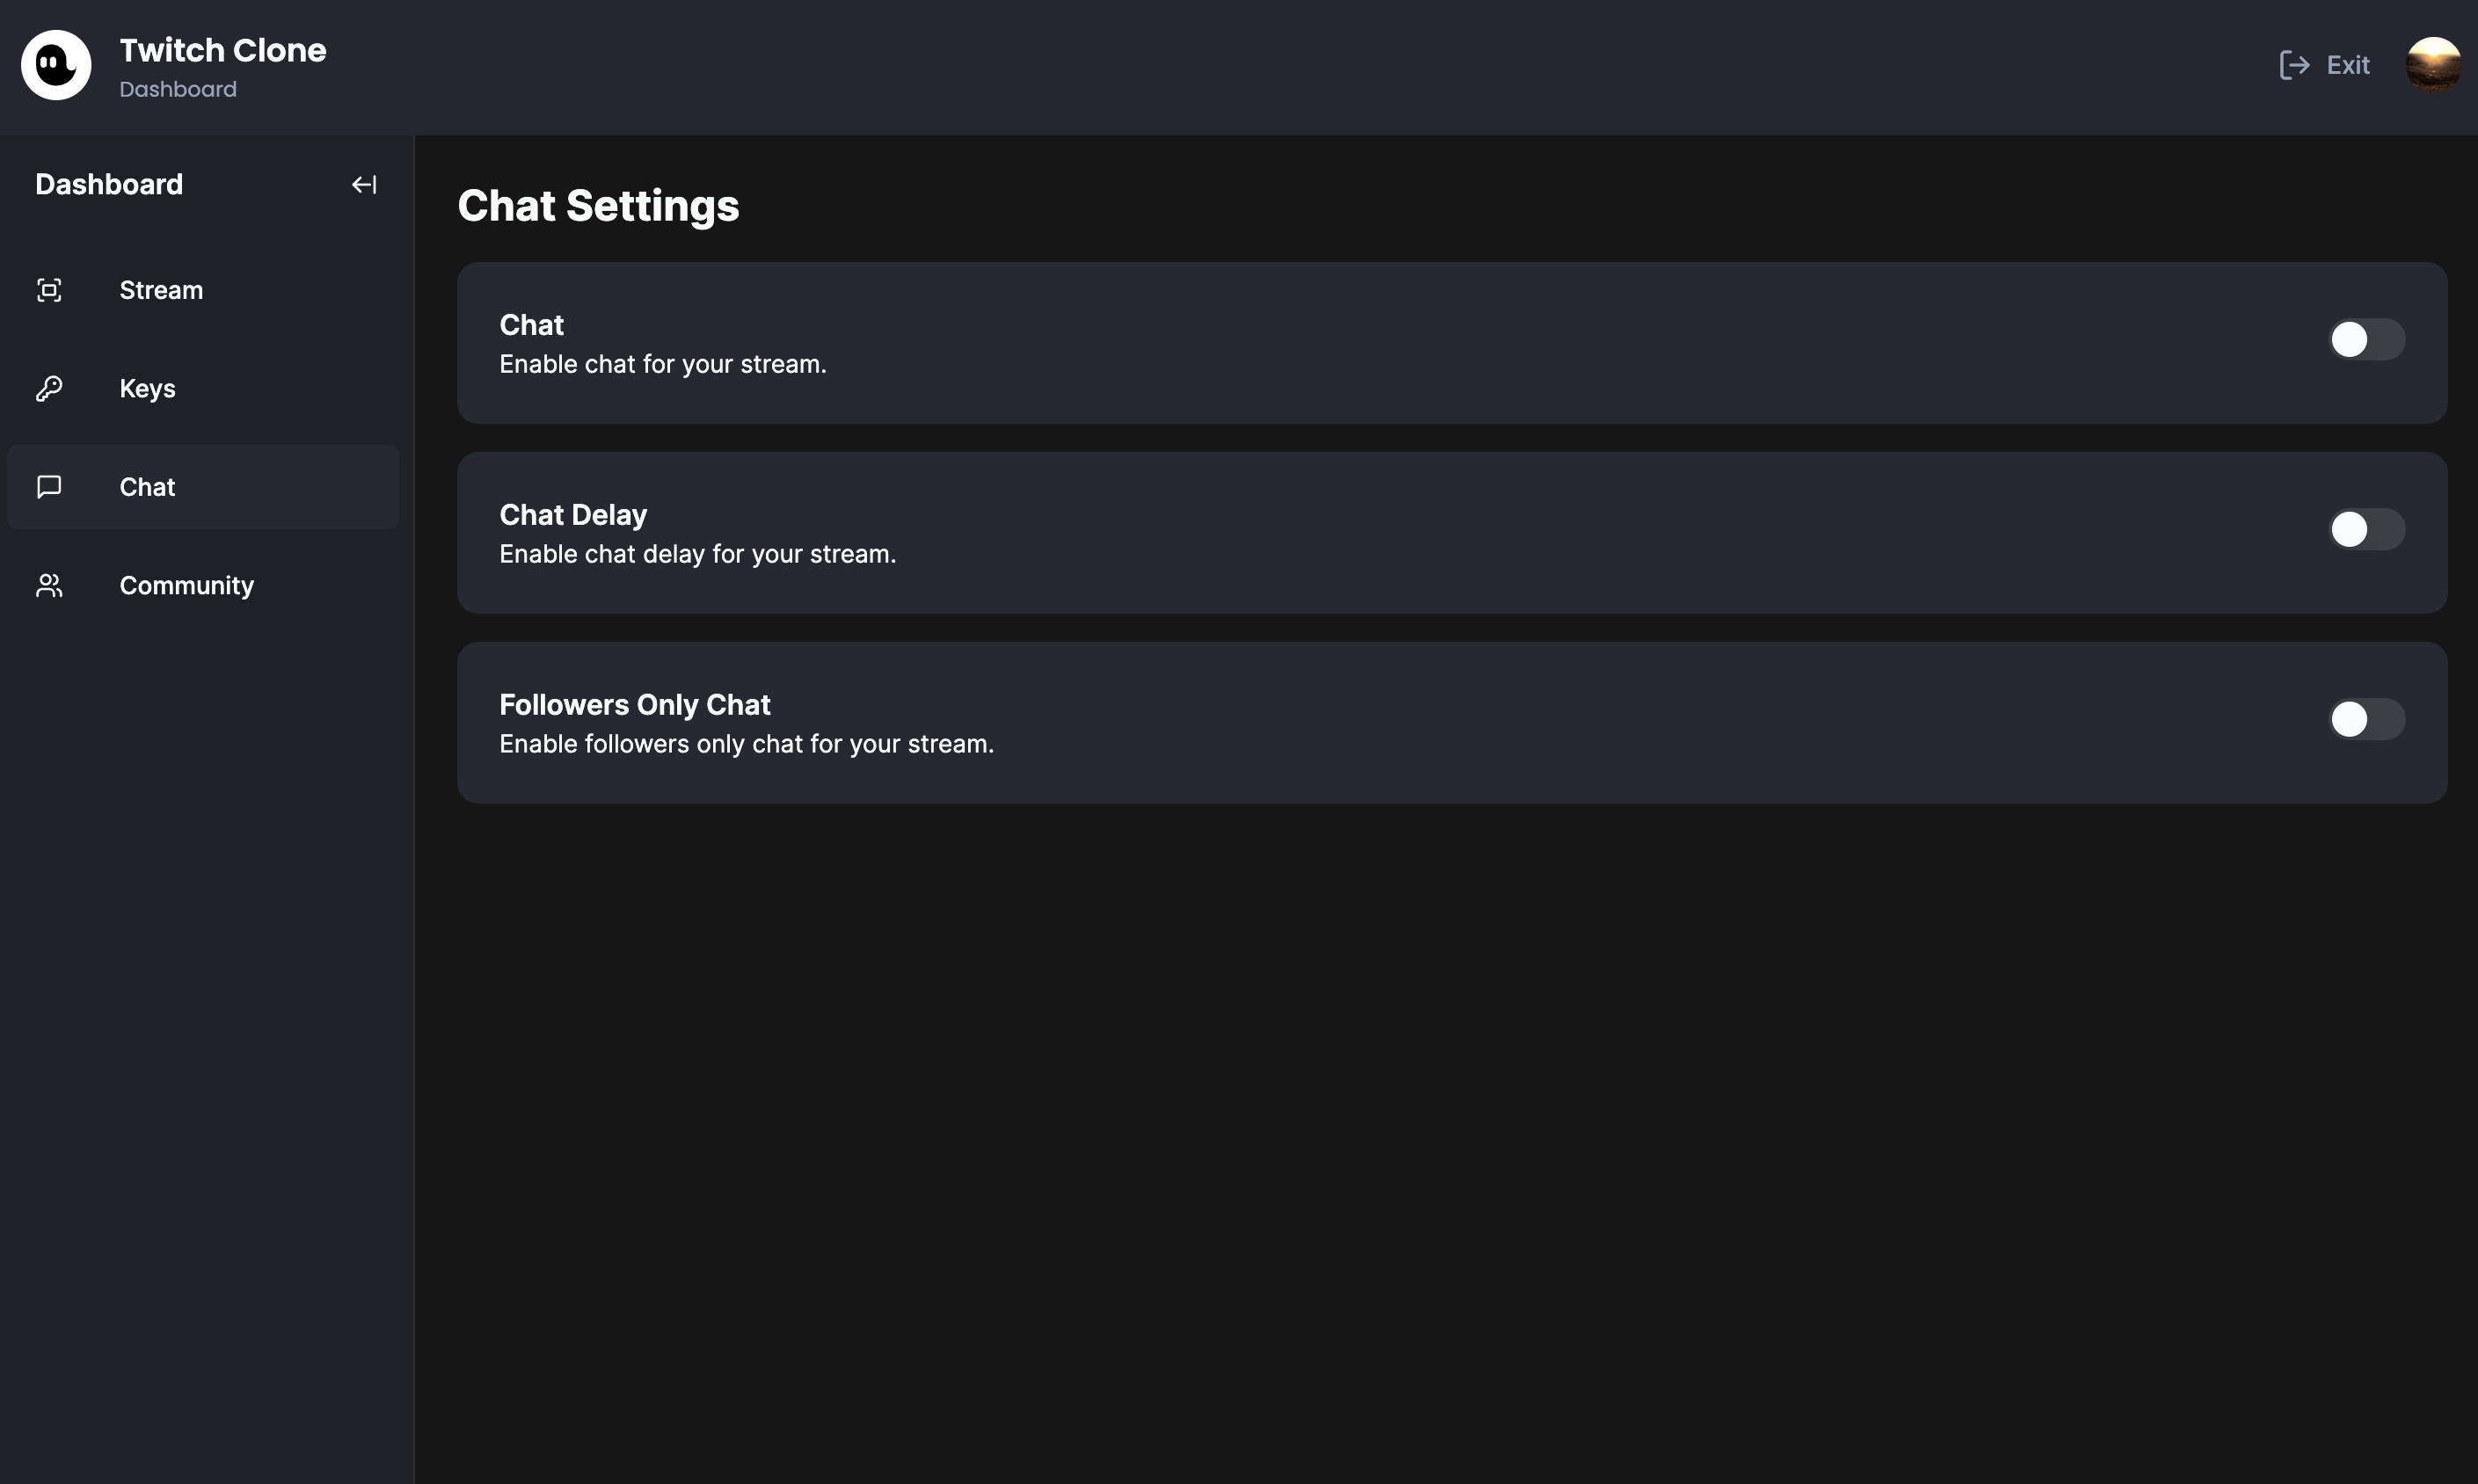 Twitch Clone
Dashboard
Exit
Dashboard
Stream
Keys
Chat
Community
Chat Settings
Chat
Enable chat for your stream.
Chat Delay
Enable chat delay for your stream.
Followers Only Chat
Enable followers only chat for your stream.